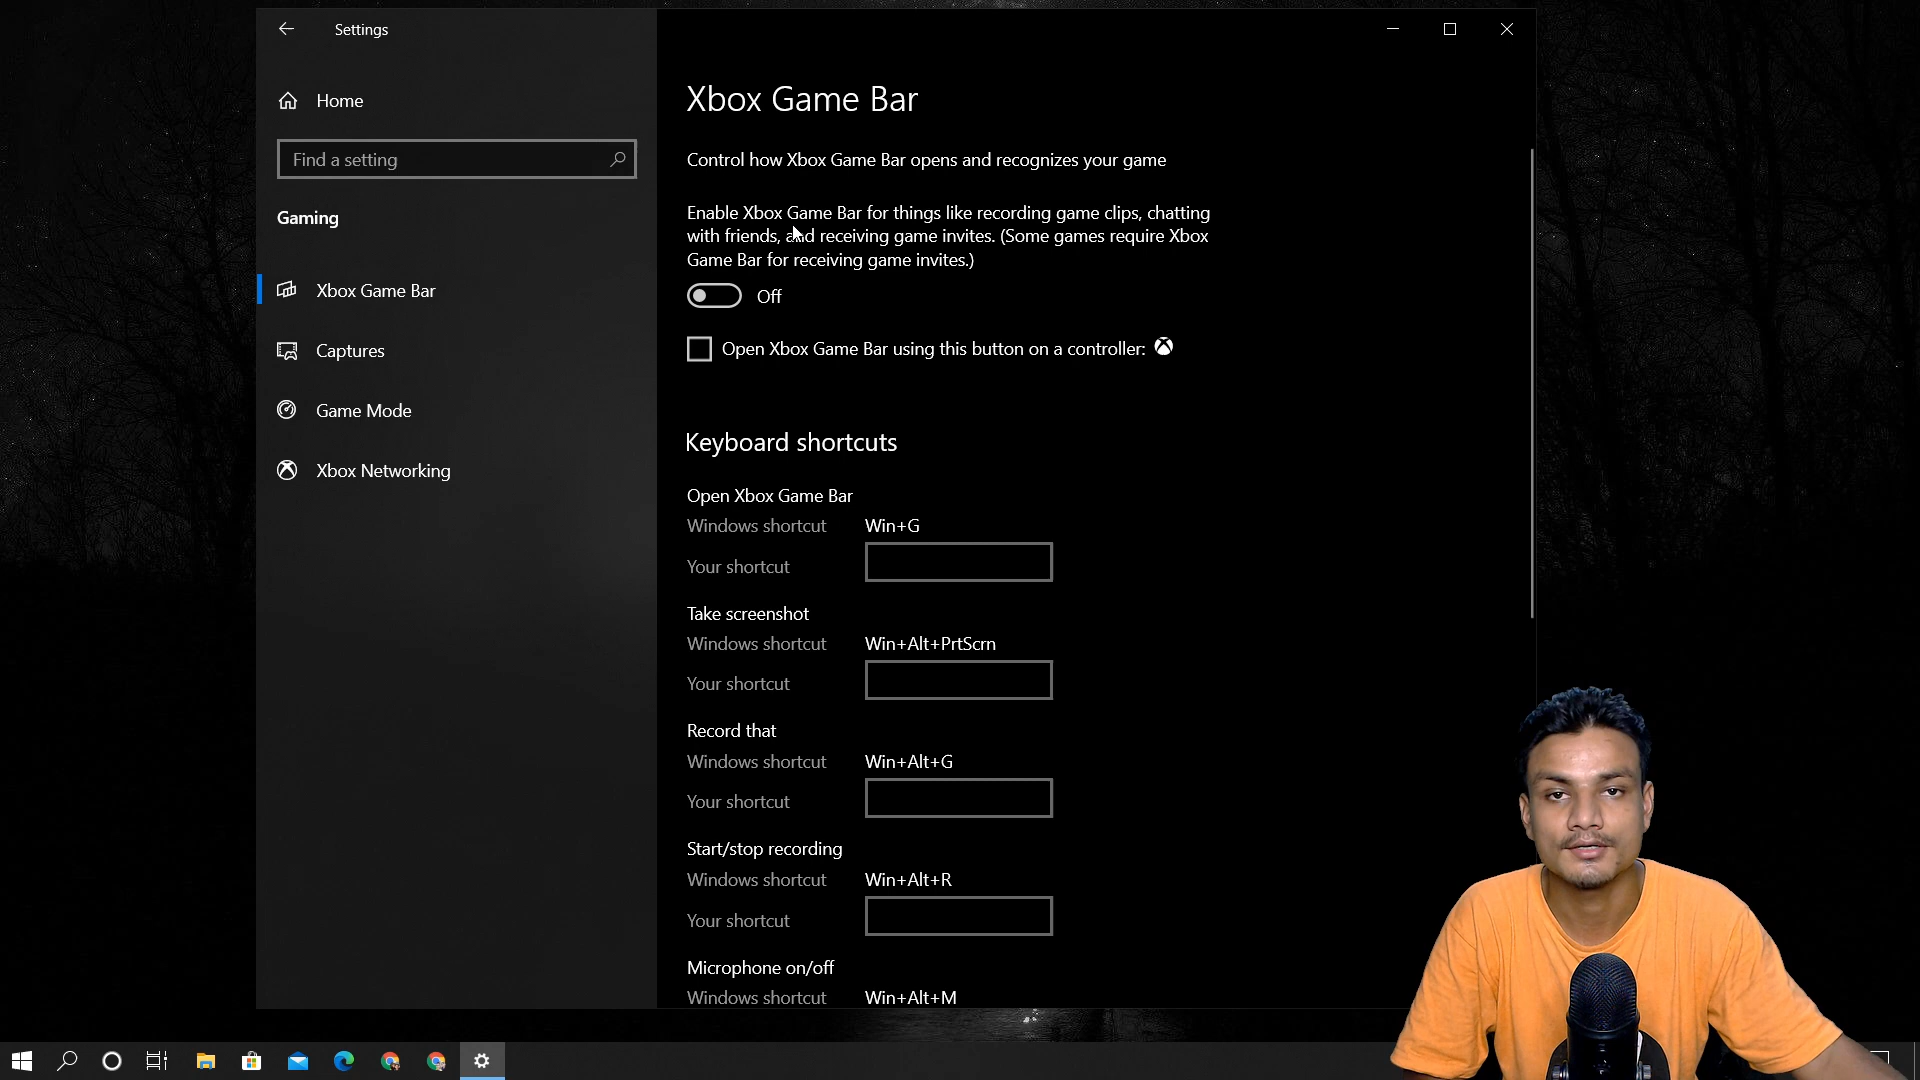 Settings
Home
Find a setting
Gaming
Xbox Game Bar
Captures
Game Mode
Xbox Networking
Xbox Game Bar
Control how Xbox Game Bar opens and recognizes your game
Enable Xbox Game Bar for things like recording game clips, chatting
with friends, and receiving game invites. (Some games require Xbox
Game Bar for receiving game invites.)
Off
Open Xbox Game Bar using this button on a controller:
Keyboard shortcuts
Open Xbox Game Bar
Windows shortcut Win+G
Your shortcut
Take screenshot
Windows shortcut Win+Alt+PrtScrn
Your shortcut
Record that
Windows shortcut Win+Alt+G
Your shortcut
Start/stop recording
Windows shortcut Win+Alt+R
Your shortcut
Microphone on/off
Windows shortcut Win+Alt+M